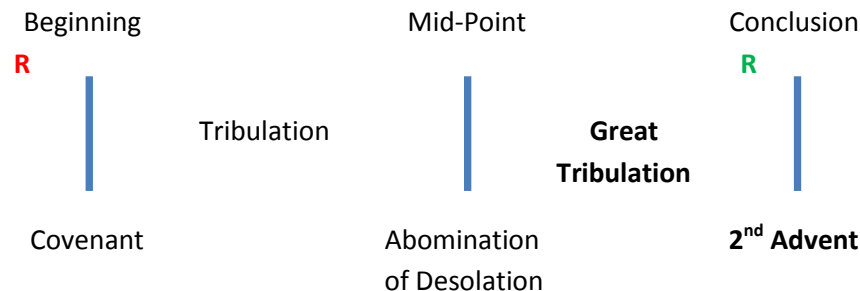 Beginning Mid-Point Conclusion
R R
Tribulation Great
Tribulation
Covenant Abomination 2nd Advent
of Desolation